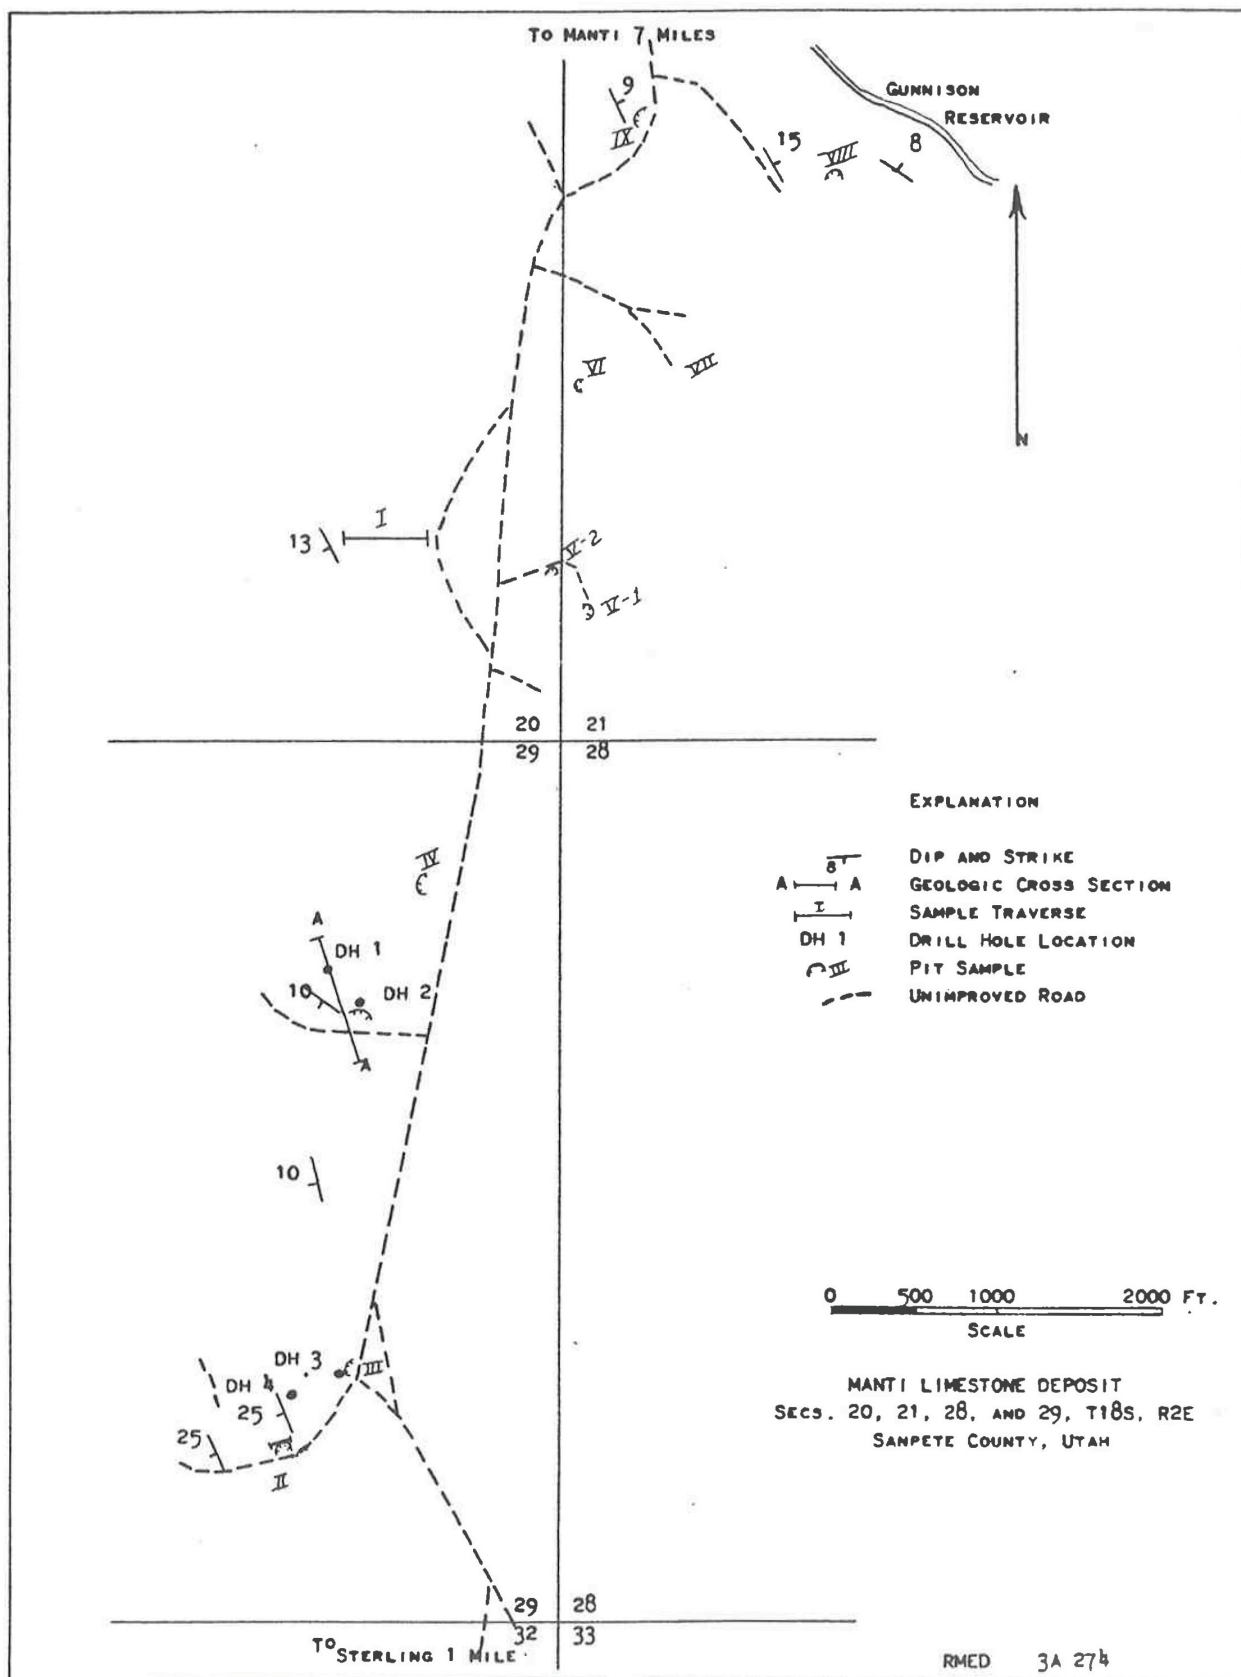 TO MANTI 7 MILES
GUNNISON
RESERVOIR
9
IX
15
VIII
8
N
VI
VII
I
13
V-2
V-1
20 21
29 28
EXPLANATION
8 DIP AND STRIKE
A A GEOLOGIC CROSS SECTION
I SAMPLE TRAVERSE
DH 1 DRILL HOLE LOCATION
III PIT SAMPLE
UNIMPROVED ROAD
IV
A
DH 1
10
DH 2
A
10
0 500 1000 2000 FT.
SCALE
DH 3
III
DH 4
25
25
II
MANTI LIMESTONE DEPOSIT
SECS. 20, 21, 28, AND 29, T18S, R2E
SANPETE COUNTY, UTAH
29 28
32 33
TO STERLING 1 MILE
RMED 3A 274